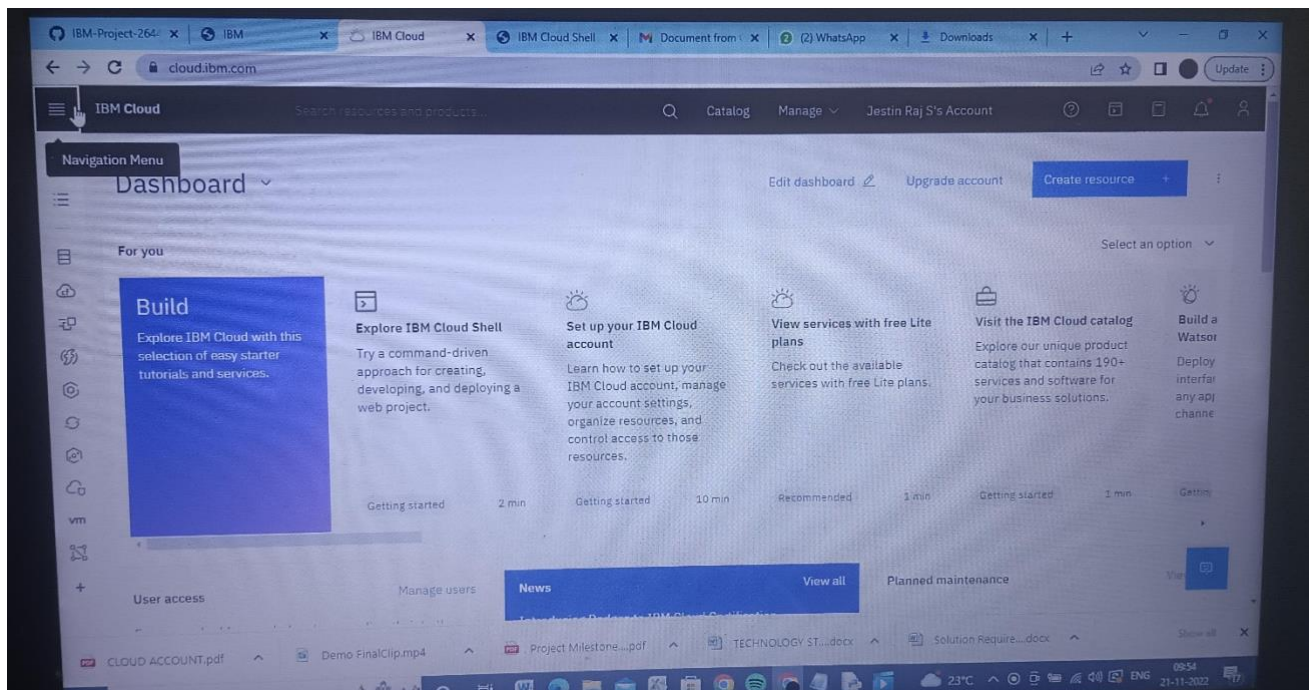 IBM-Project-264 IBM IBM Cloud IBM Cloud Shell Document from (2) WhatsApp Downloads
cloud.ibm.com Update
IBM Cloud Search resources and products... Catalog Manage Jestin Raj S's Account
Navigation Menu
Dashboard Edit dashboard Upgrade account Create resource +
For you Select an option
Build
Explore IBM Cloud with this
selection of easy starter
tutorials and services.
Explore IBM Cloud Shell
Try a command-driven
approach for creating,
developing, and deploying a
web project.
Getting started 2 min
Set up your IBM Cloud
account
Learn how to set up your
IBM Cloud account, manage
your account settings,
organize resources, and
control access to those
resources.
Getting started 10 min
View services with free Lite
plans
Check out the available
services with free Lite plans.
Recommended 1 min
Visit the IBM Cloud catalog
Explore our unique product
catalog that contains 190+
services and software for
your business solutions.
Getting started 1 min
Build a
Watsor
Deploy
interfac
any app
channe
vm
User access Manage users
News View all
Planned maintenance
CLOUD ACCOUNT.pdf Demo FinalClip.mp4 Project Milestone....pdf TECHNOLOGY ST....docx Solution Require....docx Show all
23°C ENG 09:54
21-11-2022